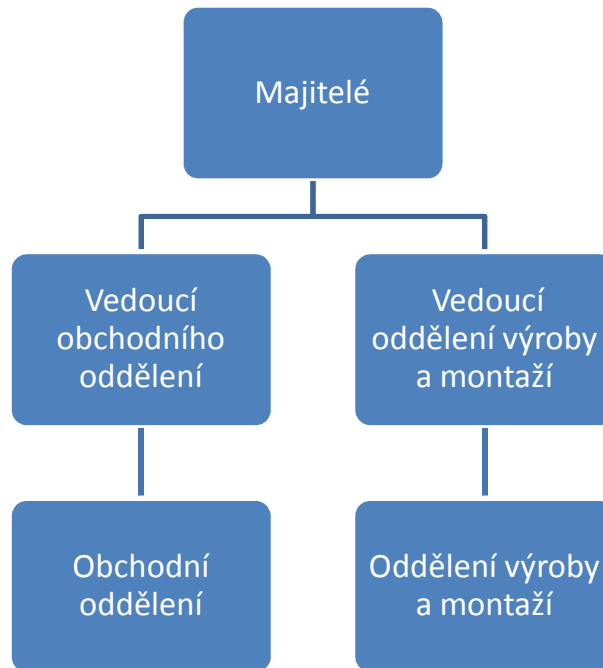 Majitelé
Vedoucí
obchodního
oddělení
Vedoucí
oddělení výroby
a montaží
Obchodní
oddělení
Oddělení výroby
a montaží